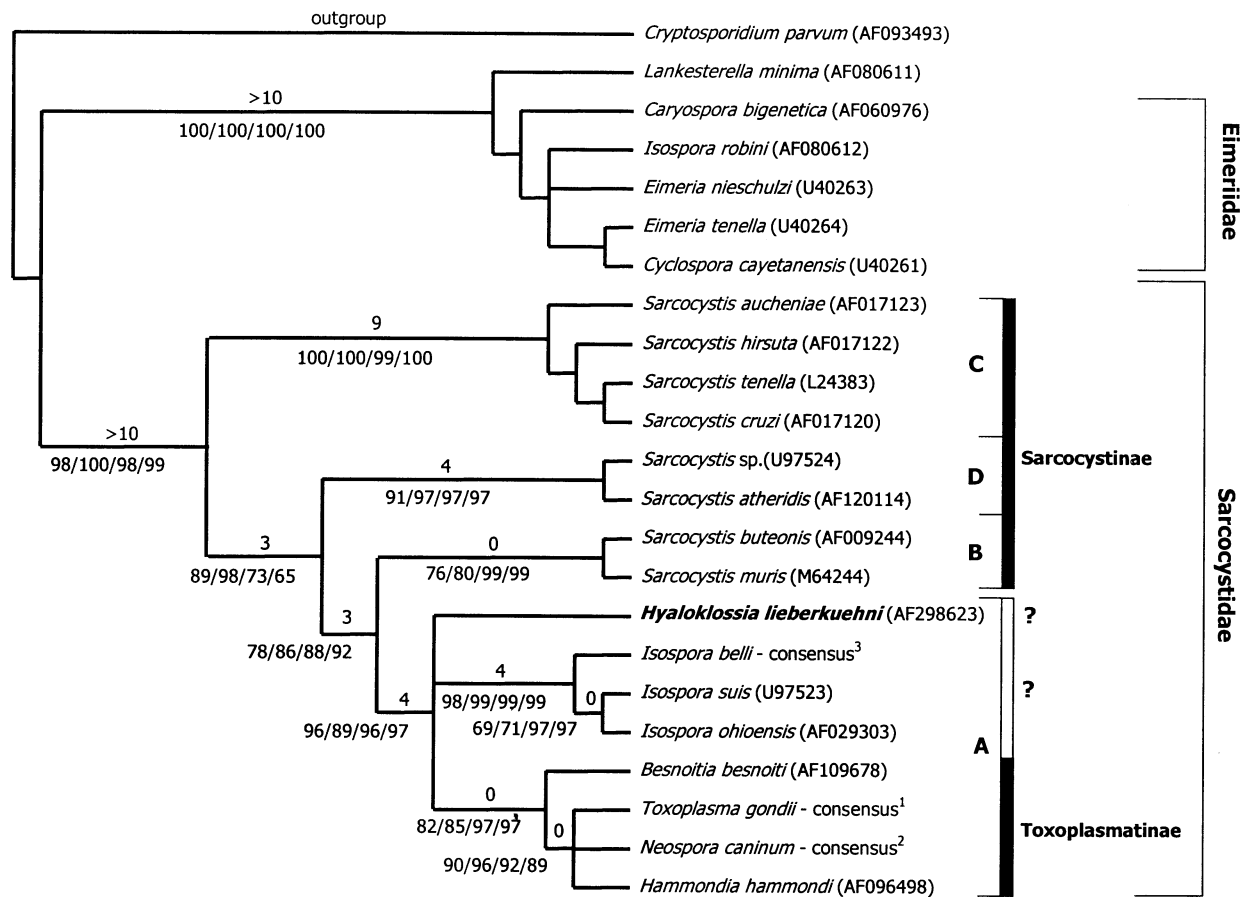 outgroup
Cryptosporidium parvum (AF093493)
Lankesterella minima (AF080611)
>10
100/100/100/100
Caryospora bigenetica (AF060976)
Isospora robini (AF080612)
Eimeria nieschulzi (U40263)
Eimeria tenella (U40264)
Cyclospora cayetanensis (U40261)
Eimeriidae
Sarcocystis aucheniae (AF017123)
9
100/100/99/100
Sarcocystis hirsuta (AF017122)
C
Sarcocystis tenella (L24383)
Sarcocystis cruzi (AF017120)
>10
98/100/98/99
Sarcocystis sp.(U97524)
Sarcocystinae
4
91/97/97/97
D
Sarcocystis atheridis (AF120114)
Sarcocystidae
3
89/98/73/65
Sarcocystis buteonis (AF009244)
0
76/80/99/99
B
Sarcocystis muris (M64244)
3
78/86/88/92
Hyaloklossia lieberkuehni (AF298623)
?
Isospora belli - consensus3
4
98/99/99/99
Isospora suis (U97523)
?
0
69/71/97/97
4
96/89/96/97
Isospora ohioensis (AF029303)
A
Besnoitia besnoiti (AF109678)
0
82/85/97/97
Toxoplasma gondii - consensus1
0
90/96/92/89
Toxoplasmatinae
Neospora caninum - consensus2
Hammondia hammondi (AF096498)